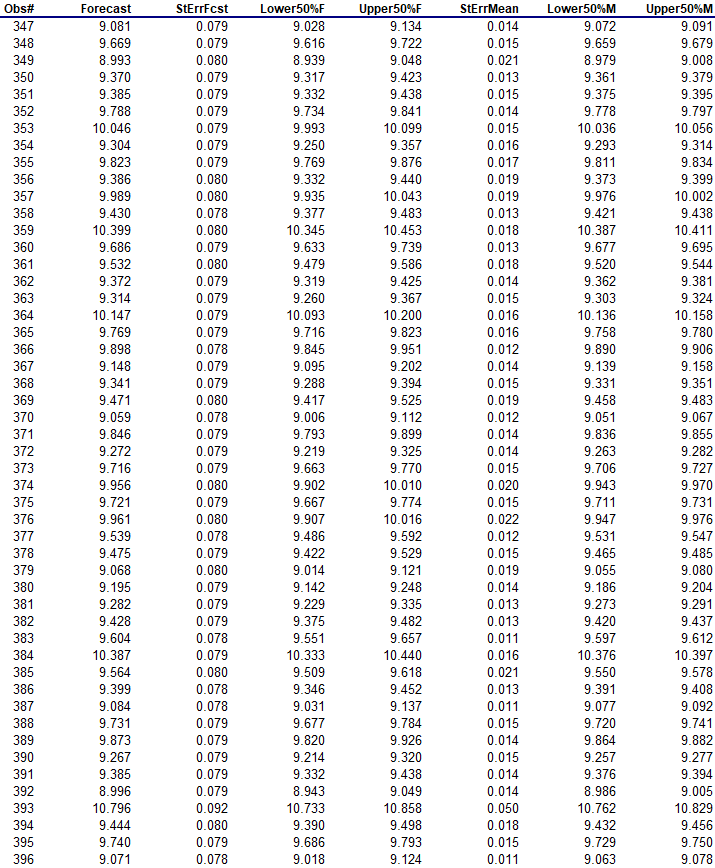 Obs# Forecast StErrFcst Lower50%F Upper50%F StErrMean Lower50%M Upper50%M
347 9.081 0.079 9.028 9.134 0.014 9.072 9.091
348 9.669 0.079 9.616 9.722 0.015 9.659 9.679
349 8.993 0.080 8.939 9.048 0.021 8.979 9.008
350 9.370 0.079 9.317 9.423 0.013 9.361 9.379
351 9.385 0.079 9.332 9.438 0.015 9.375 9.395
352 9.788 0.079 9.734 9.841 0.014 9.778 9.797
353 10.046 0.079 9.993 10.099 0.015 10.036 10.056
354 9.304 0.079 9.250 9.357 0.016 9.293 9.314
355 9.823 0.079 9.769 9.876 0.017 9.811 9.834
356 9.386 0.080 9.332 9.440 0.019 9.373 9.399
357 9.989 0.080 9.935 10.043 0.019 9.976 10.002
358 9.430 0.078 9.377 9.483 0.013 9.421 9.438
359 10.399 0.080 10.345 10.453 0.018 10.387 10.411
360 9.686 0.079 9.633 9.739 0.013 9.677 9.695
361 9.532 0.080 9.479 9.586 0.018 9.520 9.544
362 9.372 0.079 9.319 9.425 0.014 9.362 9.381
363 9.314 0.079 9.260 9.367 0.015 9.303 9.324
364 10.147 0.079 10.093 10.200 0.016 10.136 10.158
365 9.769 0.079 9.716 9.823 0.016 9.758 9.780
366 9.898 0.078 9.845 9.951 0.012 9.890 9.906
367 9.148 0.079 9.095 9.202 0.014 9.139 9.158
368 9.341 0.079 9.288 9.394 0.015 9.331 9.351
369 9.471 0.080 9.417 9.525 0.019 9.458 9.483
370 9.059 0.078 9.006 9.112 0.012 9.051 9.067
371 9.846 0.079 9.793 9.899 0.014 9.836 9.855
372 9.272 0.079 9.219 9.325 0.014 9.263 9.282
373 9.716 0.079 9.663 9.770 0.015 9.706 9.727
374 9.956 0.080 9.902 10.010 0.020 9.943 9.970
375 9.721 0.079 9.667 9.774 0.015 9.711 9.731
376 9.961 0.080 9.907 10.016 0.022 9.947 9.976
377 9.539 0.078 9.486 9.592 0.012 9.531 9.547
378 9.475 0.079 9.422 9.529 0.015 9.465 9.485
379 9.068 0.080 9.014 9.121 0.019 9.055 9.080
380 9.195 0.079 9.142 9.248 0.014 9.186 9.204
381 9.282 0.079 9.229 9.335 0.013 9.273 9.291
382 9.428 0.079 9.375 9.482 0.013 9.420 9.437
383 9.604 0.078 9.551 9.657 0.011 9.597 9.612
384 10.387 0.079 10.333 10.440 0.016 10.376 10.397
385 9.564 0.080 9.509 9.618 0.021 9.550 9.578
386 9.399 0.078 9.346 9.452 0.013 9.391 9.408
387 9.084 0.078 9.031 9.137 0.011 9.077 9.092
388 9.731 0.079 9.677 9.784 0.015 9.720 9.741
389 9.873 0.079 9.820 9.926 0.014 9.864 9.882
390 9.267 0.079 9.214 9.320 0.015 9.257 9.277
391 9.385 0.079 9.332 9.438 0.014 9.376 9.394
392 8.996 0.079 8.943 9.049 0.014 8.986 9.005
393 10.796 0.092 10.733 10.858 0.050 10.762 10.829
394 9.444 0.080 9.390 9.498 0.018 9.432 9.456
395 9.740 0.079 9.686 9.793 0.015 9.729 9.750
396 9.071 0.078 9.018 9.124 0.011 9.063 9.078